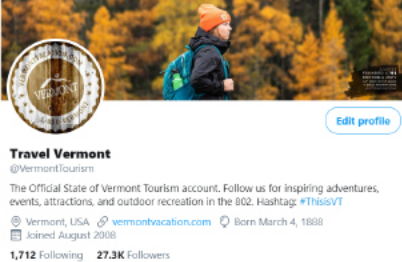 VERMONT
Edit profile
Travel Vermont
@VermontTourism
The Official State of Vermont Tourism account. Follow us for inspiring adventures,
events, attractions, and outdoor recreation in the 802. Hashtag: #ThisisVT
Vermont, USA vermontvacation.com Born March 4, 1888
Joined August 2008
1,712 Following 27.3K Followers